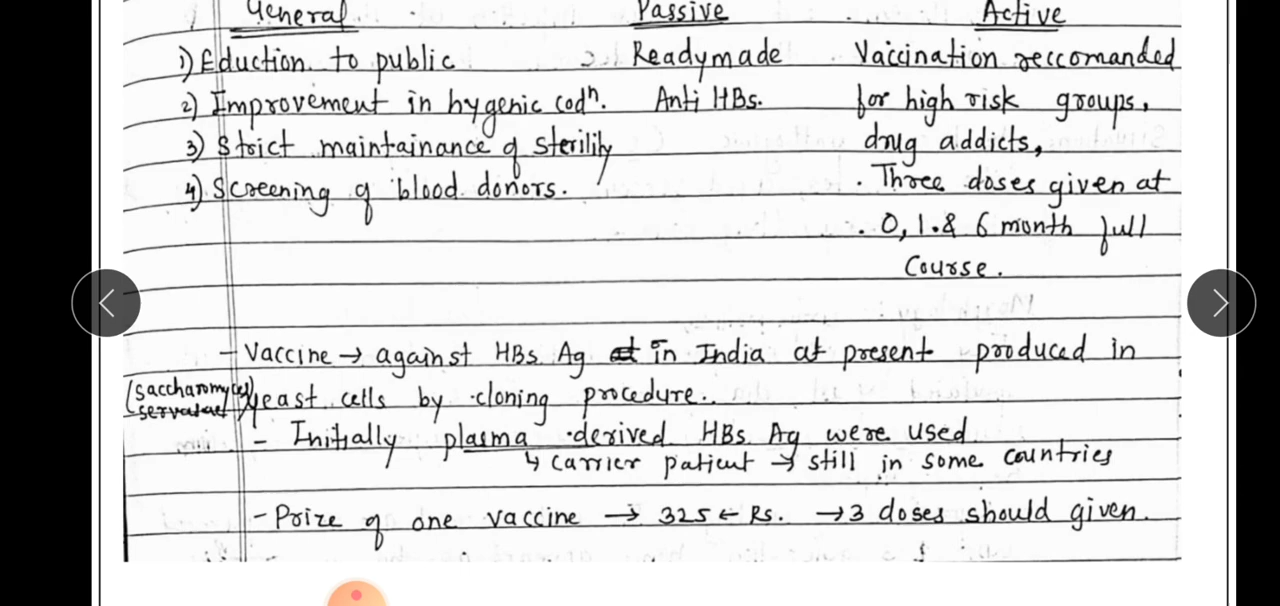 General Passive Active
1) Eduction to public Readymade Vaccination reccomanded
2) Improvement in hygenic codⁿ. Anti HBs. for high risk groups,
3) Strict maintainance of sterility drug addicts,
4) Screening of blood donors. . Three doses given at
. 0, 1 & 6 month full
Course.
- Vaccine → against HBs Ag in India at present produced in
(Saccharomyces yeast cells by cloning procedure.
- Initially plasma derived HBs Ag were used
↳ carrier patient → still in some countries
- Prize of one vaccine → 325 ← Rs. → 3 doses should given.